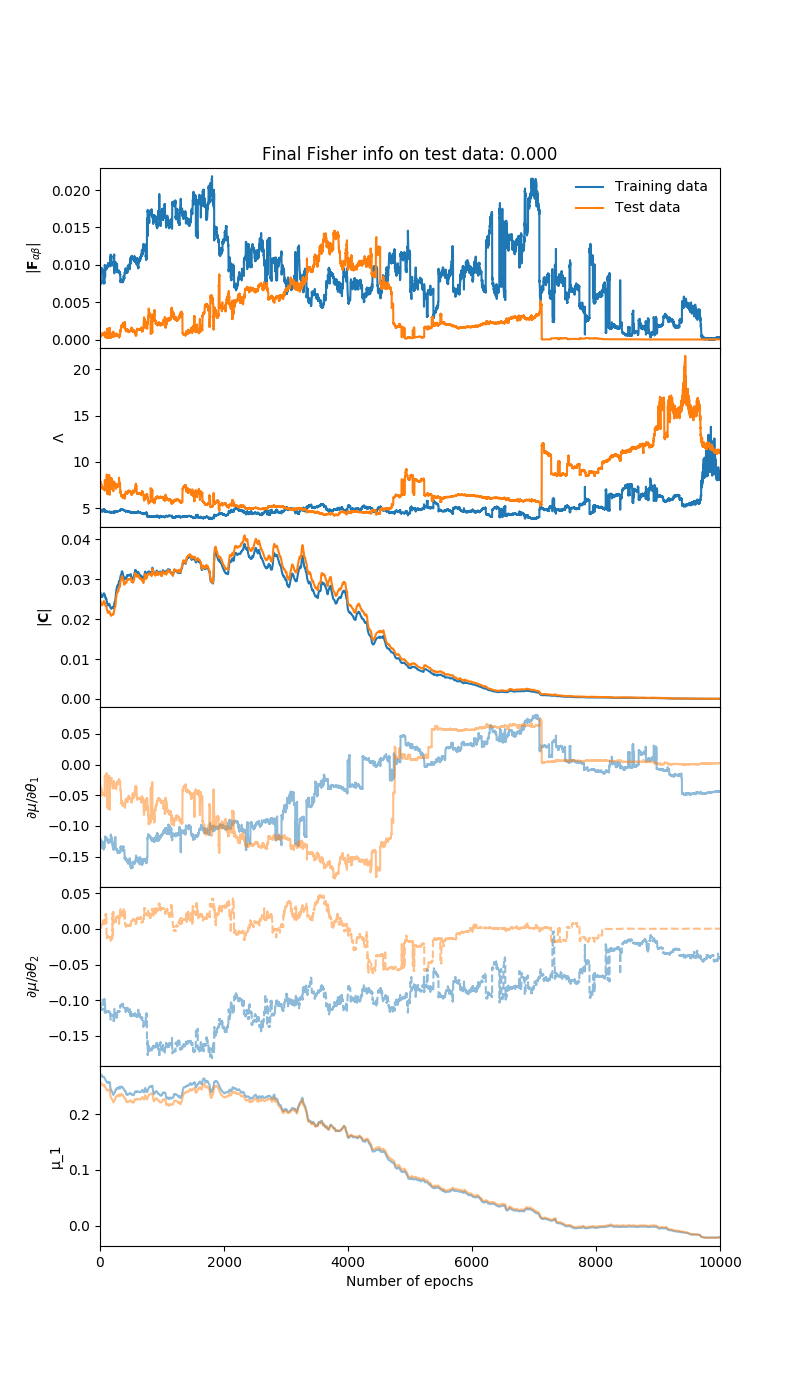 Final Fisher info on test data: 0.000
Training data
Test data
|F_αβ|
0.020
0.015
0.010
0.005
0.000
Λ
20
15
10
5
|C|
0.04
0.03
0.02
0.01
0.00
∂μ/∂θ₁
0.05
0.00
−0.05
−0.10
−0.15
∂μ/∂θ₂
0.05
0.00
−0.05
−0.10
−0.15
μ_1
0.2
0.1
0.0
0 2000 4000 6000 8000 10000
Number of epochs